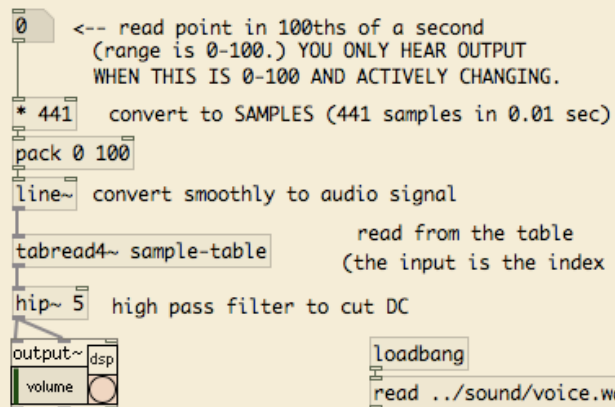 0
<-- read point in 100ths of a second
(range is 0-100.) YOU ONLY HEAR OUTPUT
WHEN THIS IS 0-100 AND ACTIVELY CHANGING.
* 441 convert to SAMPLES (441 samples in 0.01 sec)
pack 0 100
line~ convert smoothly to audio signal
tabread4~ sample-table
read from the table
(the input is the index
hip~ 5 high pass filter to cut DC
output~ dsp
volume
loadbang
read ../sound/voice.w